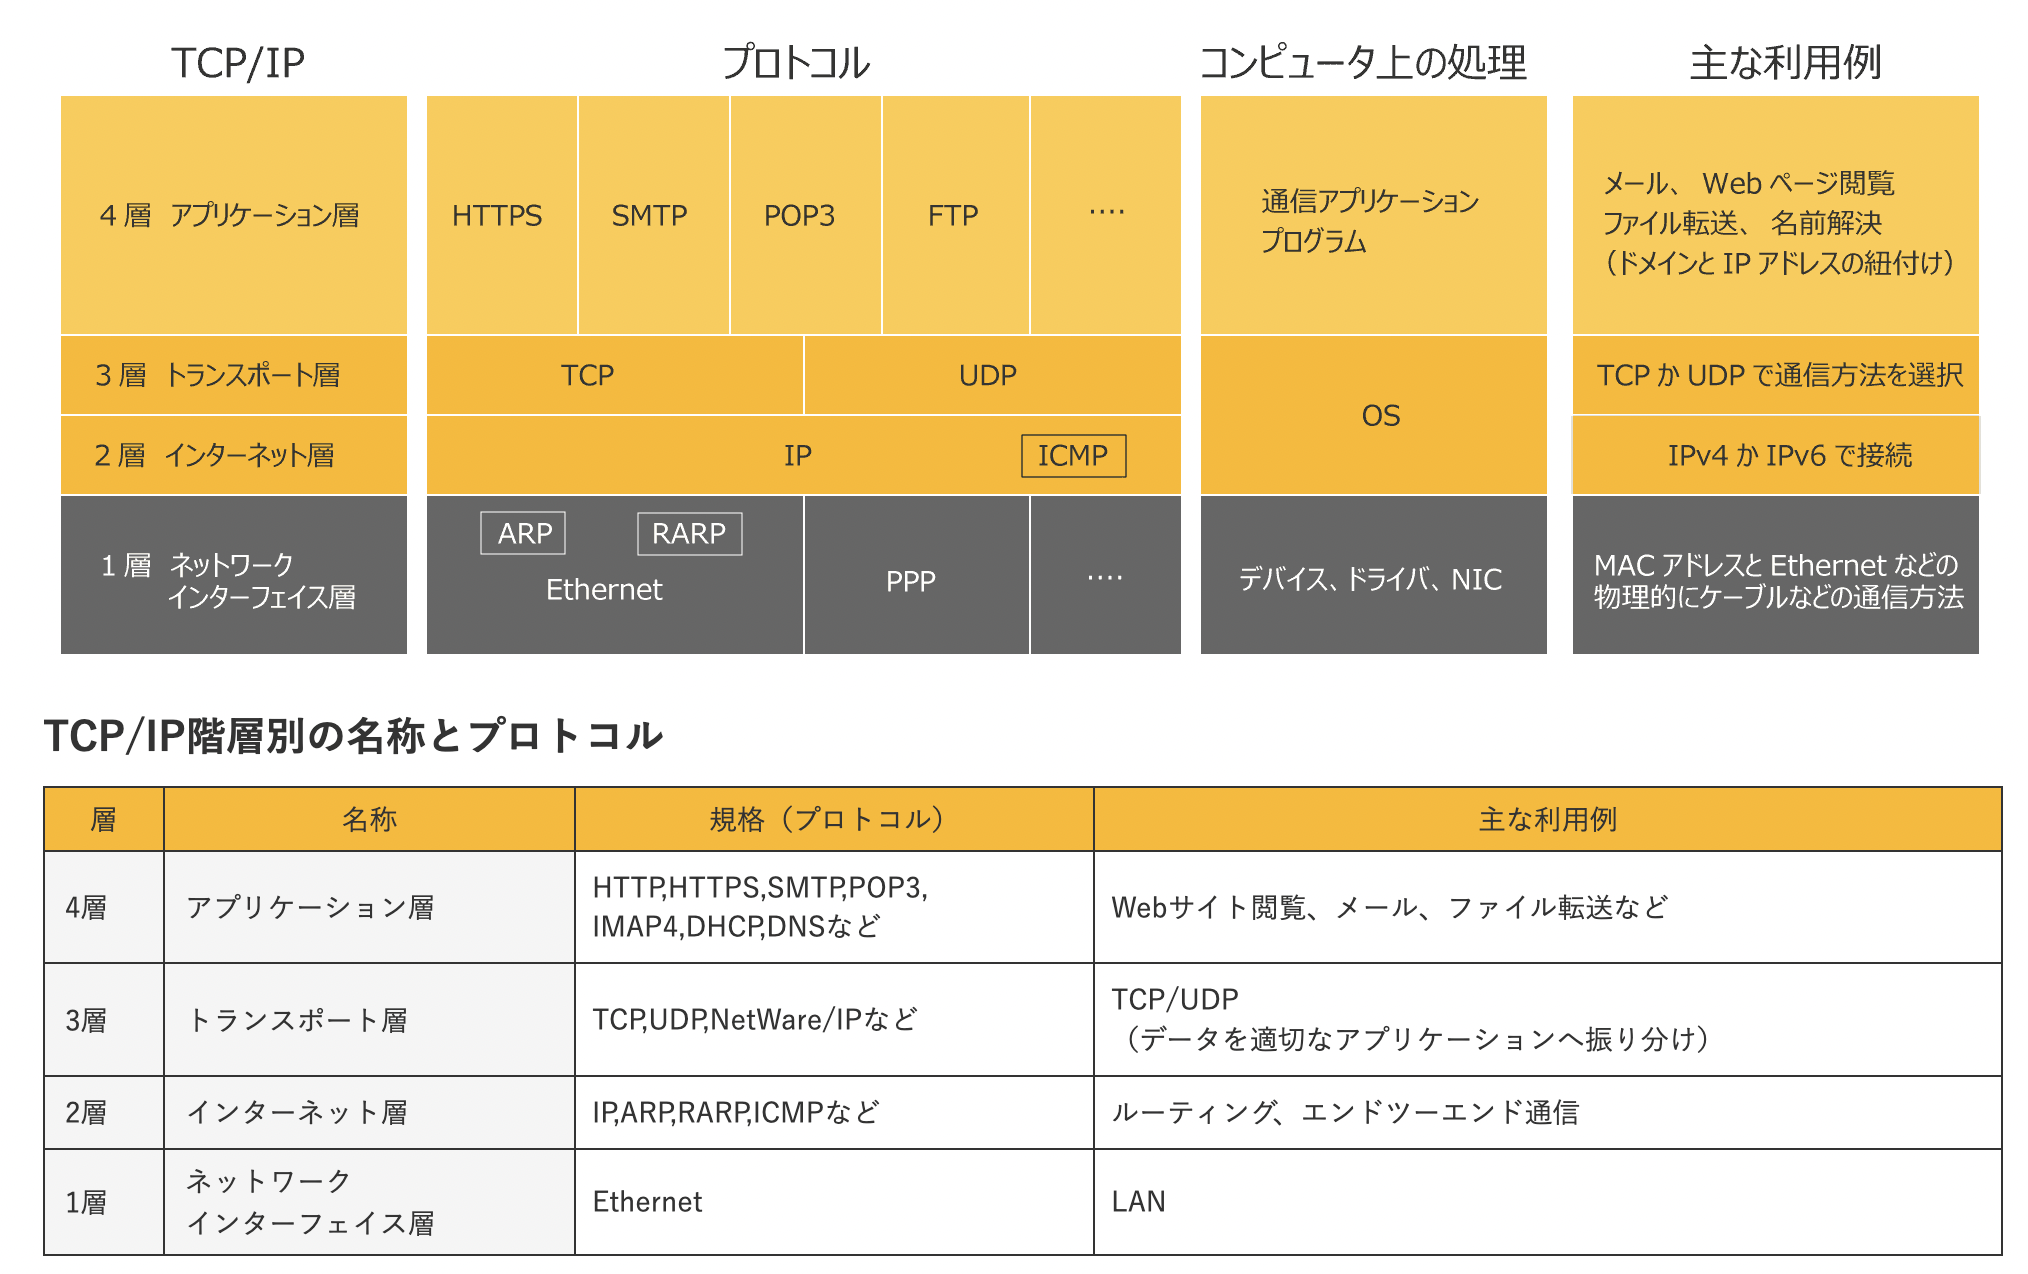 TCP/IP プロトコル コンピュータ上の処理 主な利用例
4 層 アプリケーション層
HTTPS SMTP POP3 FTP ····
通信アプリケーション
プログラム
メール、 Web ページ閲覧
ファイル転送、 名前解決
（ドメインと IP アドレスの紐付け）
3 層 トランスポート層
TCP UDP
OS
TCP か UDP で通信方法を選択
2 層 インターネット層
IP ICMP
IPv4 か IPv6 で接続
1 層 ネットワーク
インターフェイス層
ARP RARP
Ethernet
PPP ····
デバイス、ドライバ、NIC
MAC アドレスと Ethernet などの
物理的にケーブルなどの通信方法
TCP/IP階層別の名称とプロトコル
層 名称 規格（プロトコル） 主な利用例
4層 アプリケーション層
HTTP,HTTPS,SMTP,POP3,
IMAP4,DHCP,DNSなど
Webサイト閲覧、メール、ファイル転送など
3層 トランスポート層 TCP,UDP,NetWare/IPなど
TCP/UDP
（データを適切なアプリケーションへ振り分け）
2層 インターネット層 IP,ARP,RARP,ICMPなど ルーティング、エンドツーエンド通信
1層
ネットワーク
インターフェイス層
Ethernet LAN